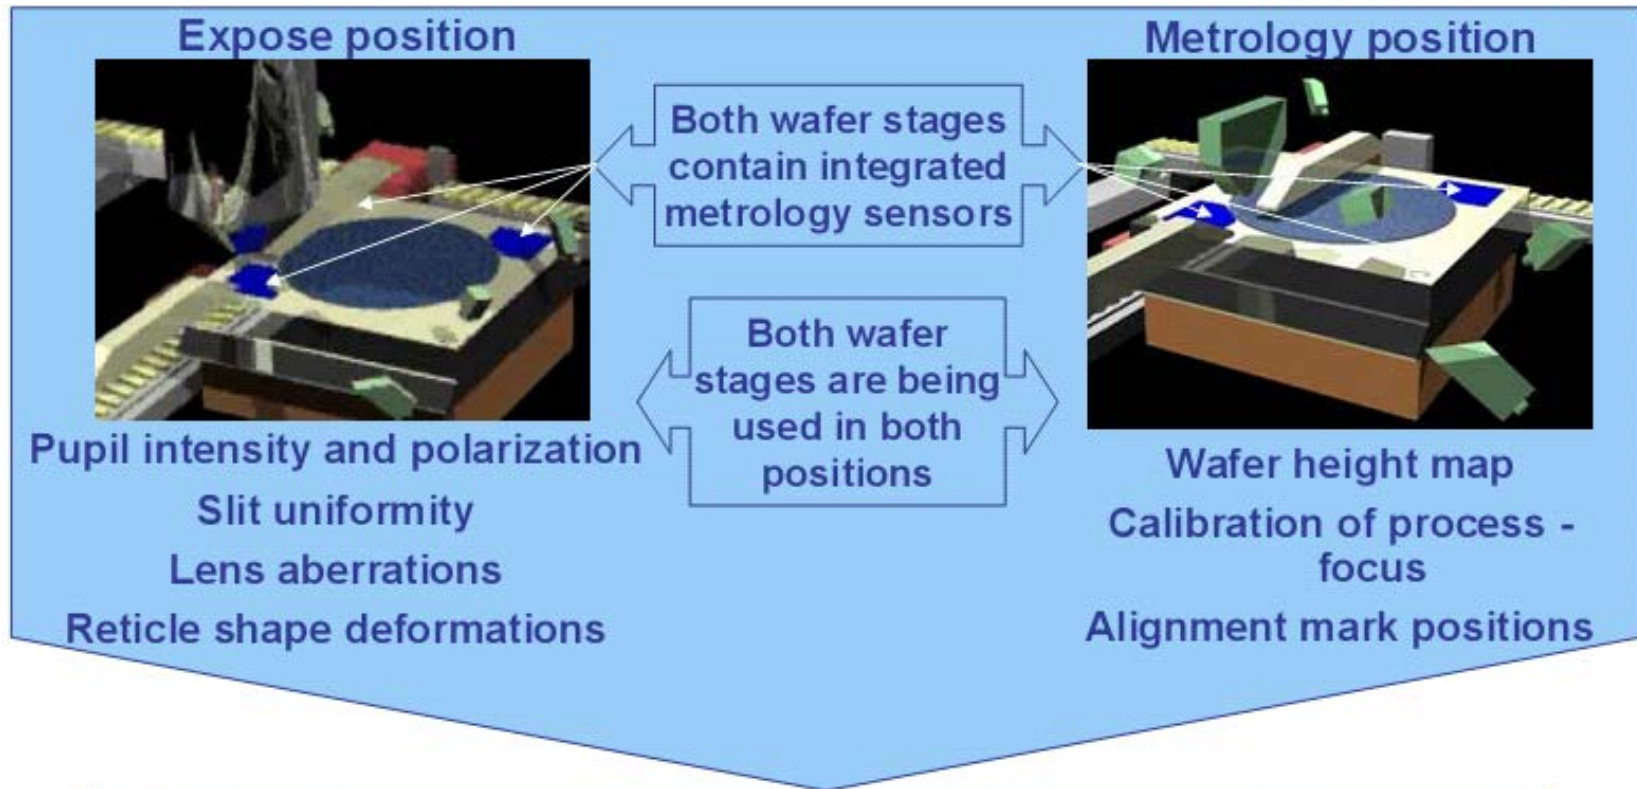 Expose position
Metrology position
Both wafer stages
contain integrated
metrology sensors
Both wafer
stages are being
used in both
positions
Pupil intensity and polarization
Slit uniformity
Lens aberrations
Reticle shape deformations
Wafer height map
Calibration of process -
focus
Alignment mark positions